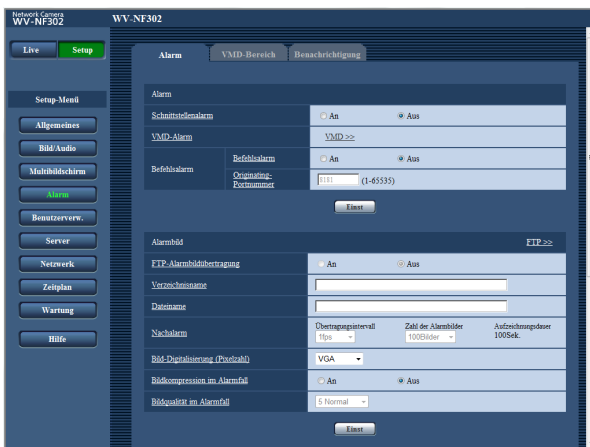 Network Camera
WV-NF302
WV-NF302
Live
Setup
Alarm
VMD-Bereich
Benachrichtigung
Setup-Menü
Allgemeines
Bild/Audio
Multibildschirm
Alarm
Benutzerverw.
Server
Netzwerk
Zeitplan
Wartung
Hilfe
Alarm
Schnittstellenalarm
An
Aus
VMD-Alarm
VMD >>
Befehlsalarm
Befehlsalarm
An
Aus
Originating-
Portnummer
8181
(1-65535)
Einst
Alarmbild
FTP >>
FTP-Alarmbildübertragung
An
Aus
Verzeichnisname
Dateiname
Nachalarm
Übertragungsintervall
1fps
Zahl der Alarmbilder
100Bilder
Aufzeichnungsdauer
100Sek.
Bild-Digitalisierung (Pixelzahl)
VGA
Bildkompression im Alarmfall
An
Aus
Bildqualität im Alarmfall
5 Normal
Einst